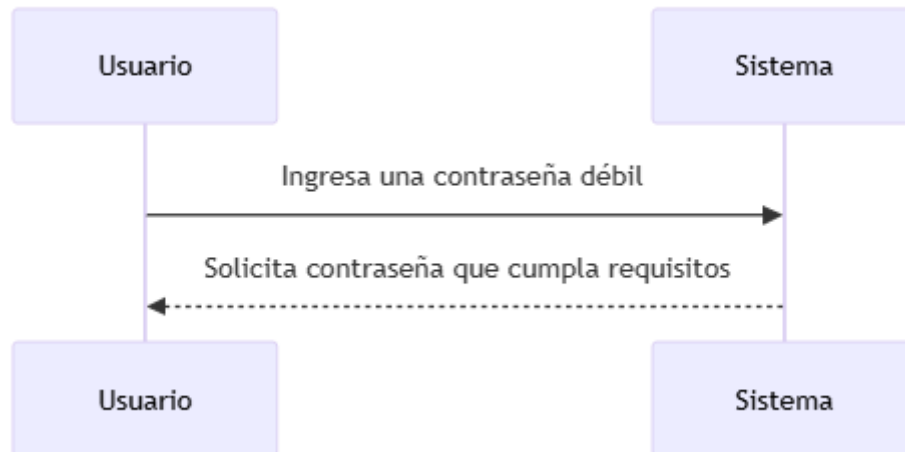 Usuario
Sistema
Ingresa una contraseña débil
Solicita contraseña que cumpla requisitos
Usuario
Sistema